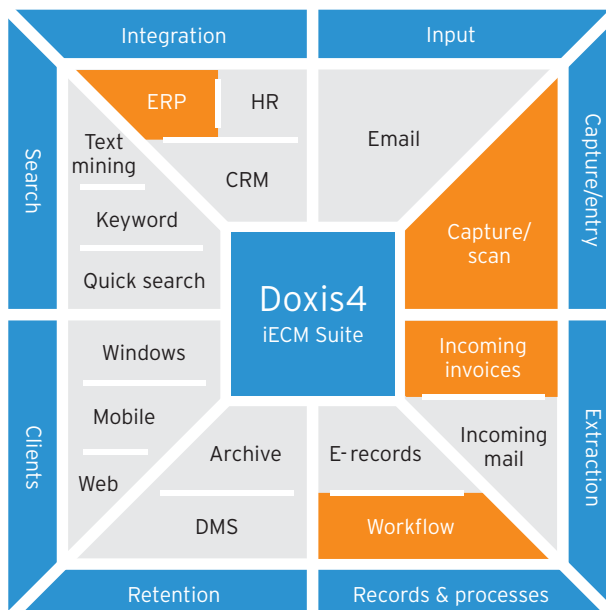 Integration
Input
ERP
HR
CRM
Email
Search
Text
mining
Keyword
Quick search
Capture/entry
Capture/
scan
Doxis4
iECM Suite
Clients
Windows
Mobile
Web
Incoming
invoices
Incoming
mail
Extraction
Archive
DMS
E-records
Workflow
Retention
Records & processes